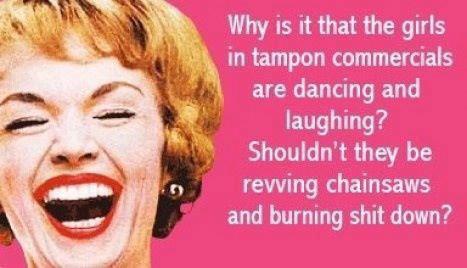 Why is it that the girls
in tampon commercials
are dancing and
laughing?
Shouldn't they be
revving chainsaws
and burning shit down?